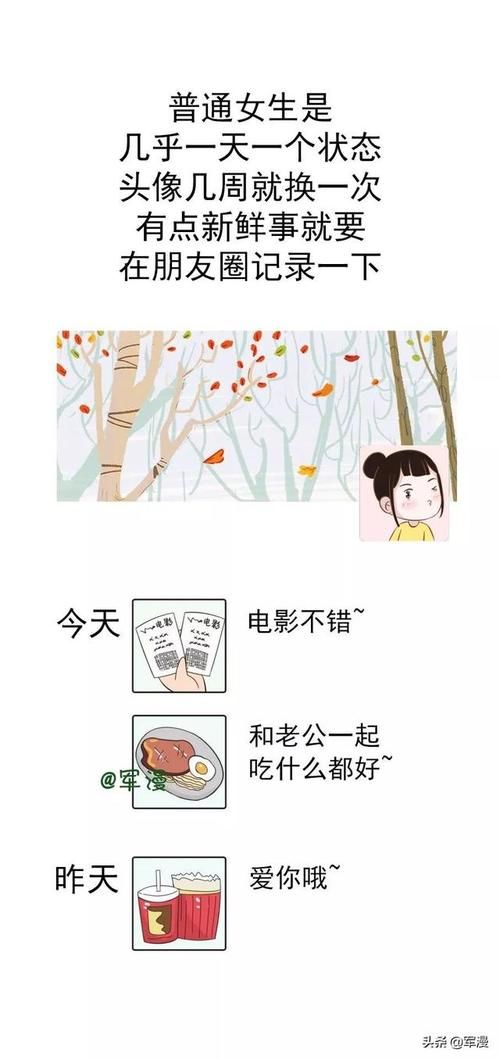 普通女生是
几乎一天一个状态
头像几周就换一次
有点新鲜事就要
在朋友圈记录一下
今天
电影
电影
电影不错~
和老公一起
吃什么都好~
@军漫
昨天
爱你哦~
头条 @军漫